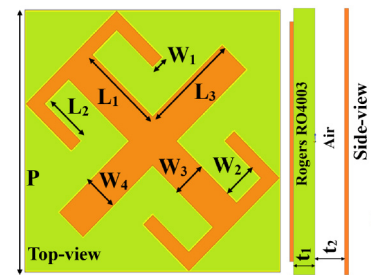 W1
L1
L3
L2
P
W3
W2
W4
Top-view
Rogers RO4003
Air
Side-view
t1
t2